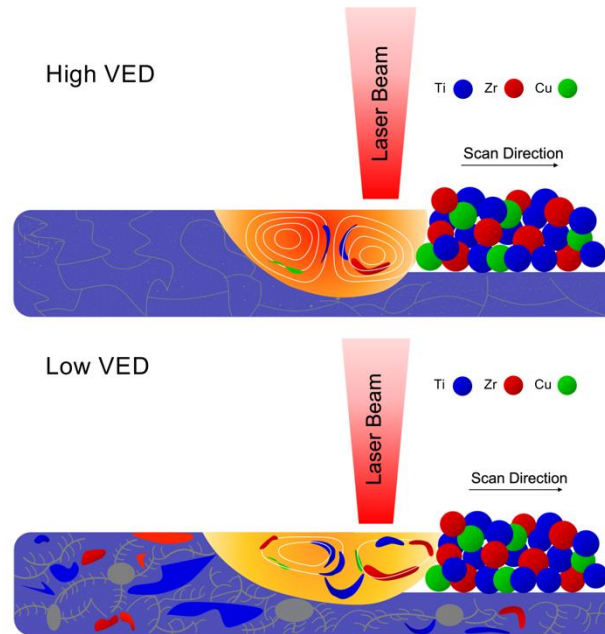 High VED
Laser Beam
Ti Zr Cu
Scan Direction
Low VED
Laser Beam
Ti Zr Cu
Scan Direction